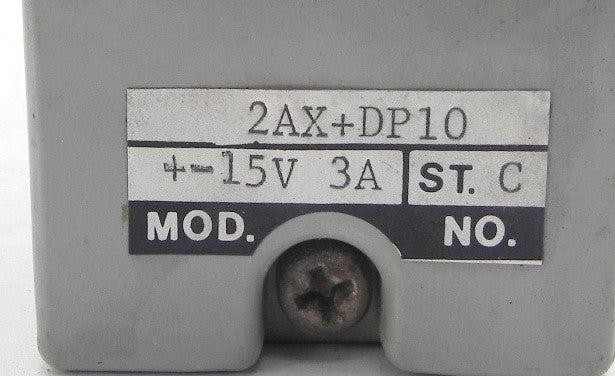 2AX+DP10
+-15V 3A ST. C
MOD. NO.